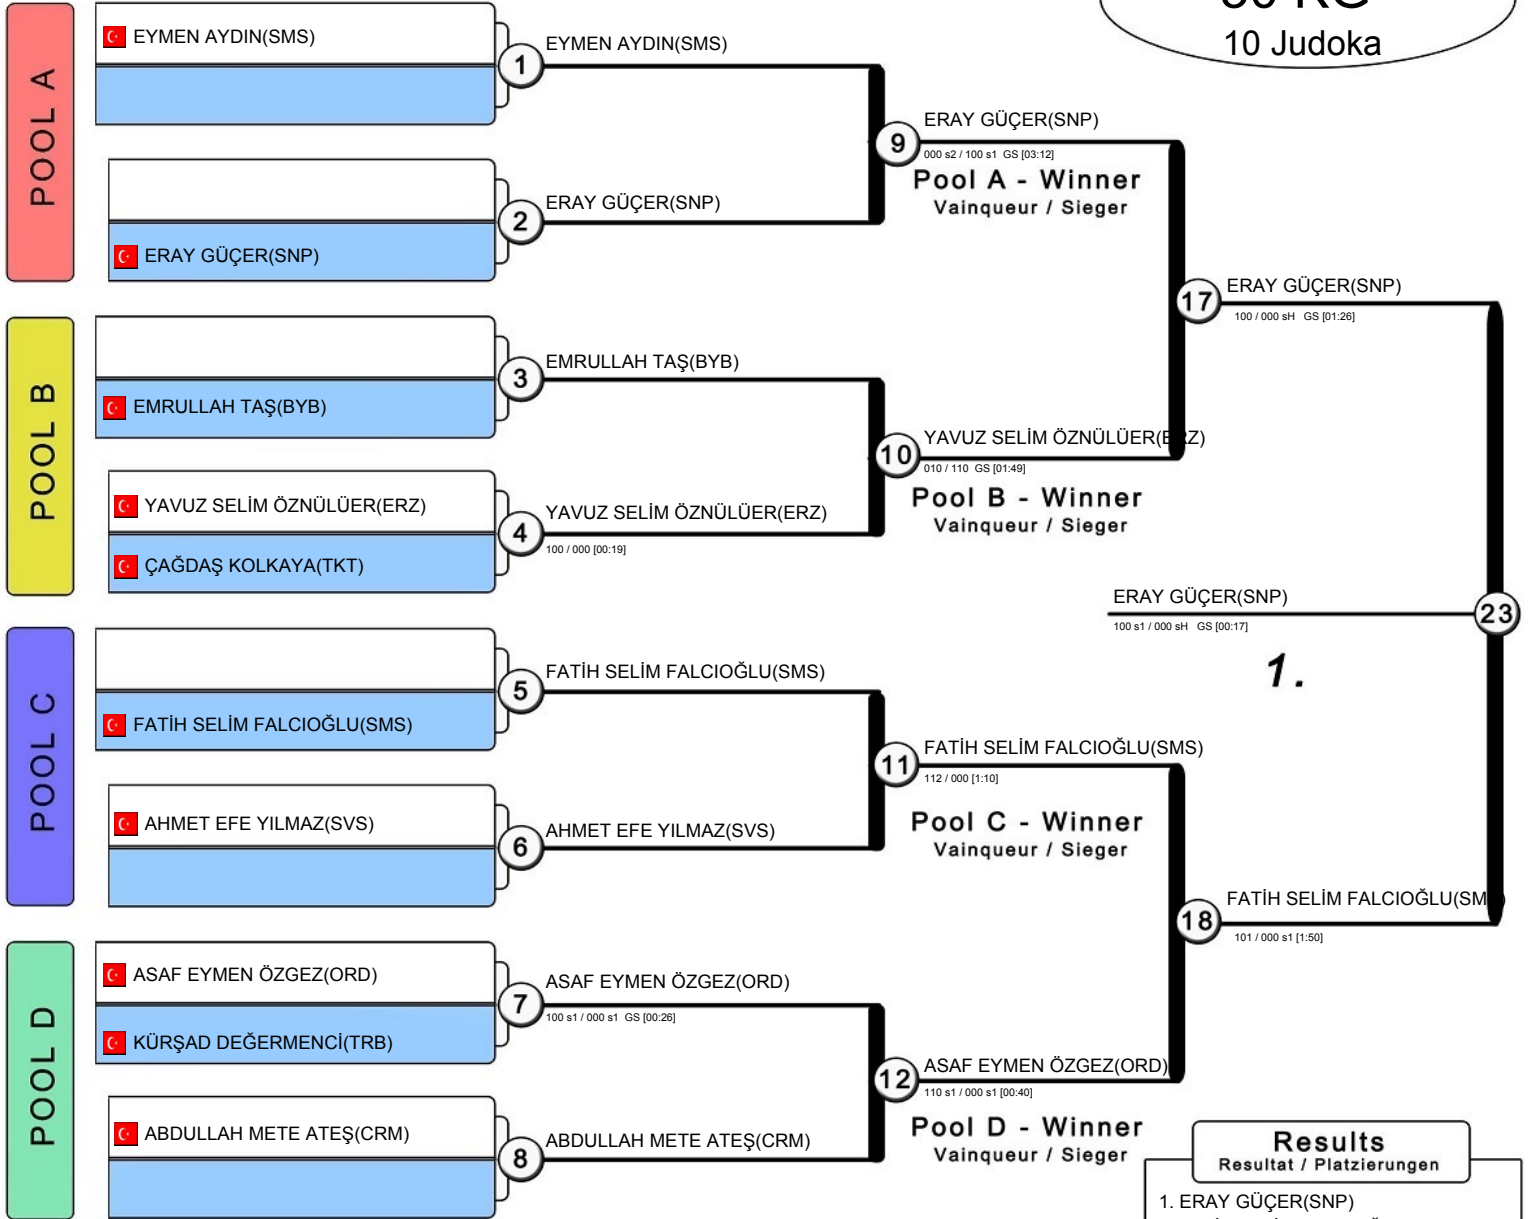 10 Judoka
POOL A
EYMEN AYDIN(SMS)
1
EYMEN AYDIN(SMS)
ERAY GÜÇER(SNP)
2
ERAY GÜÇER(SNP)
9
ERAY GÜÇER(SNP)
000 s2 / 100 s1 GS [03:12]
Pool A - Winner
Vainqueur / Sieger
POOL B
3
EMRULLAH TAŞ(BYB)
EMRULLAH TAŞ(BYB)
YAVUZ SELİM ÖZNÜLÜER(ERZ)
ÇAĞDAŞ KOLKAYA(TKT)
4
YAVUZ SELİM ÖZNÜLÜER(ERZ)
100 / 000 [00:19]
10
YAVUZ SELİM ÖZNÜLÜER(ERZ)
010 / 110 GS [01:49]
Pool B - Winner
Vainqueur / Sieger
17
ERAY GÜÇER(SNP)
100 / 000 sH GS [01:26]
POOL C
5
FATİH SELİM FALCIOĞLU(SMS)
FATİH SELİM FALCIOĞLU(SMS)
AHMET EFE YILMAZ(SVS)
6
AHMET EFE YILMAZ(SVS)
11
FATİH SELİM FALCIOĞLU(SMS)
112 / 000 [1:10]
Pool C - Winner
Vainqueur / Sieger
POOL D
ASAF EYMEN ÖZGEZ(ORD)
KÜRŞAD DEĞERMENCİ(TRB)
7
ASAF EYMEN ÖZGEZ(ORD)
100 s1 / 000 s1 GS [00:26]
ABDULLAH METE ATEŞ(CRM)
8
ABDULLAH METE ATEŞ(CRM)
12
ASAF EYMEN ÖZGEZ(ORD)
110 s1 / 000 s1 [00:40]
Pool D - Winner
Vainqueur / Sieger
18
FATİH SELİM FALCIOĞLU(SM
101 / 000 s1 [1:50]
ERAY GÜÇER(SNP)
100 s1 / 000 sH GS [00:17]
23
1.
Results
Resultat / Platzierungen
1. ERAY GÜÇER(SNP)